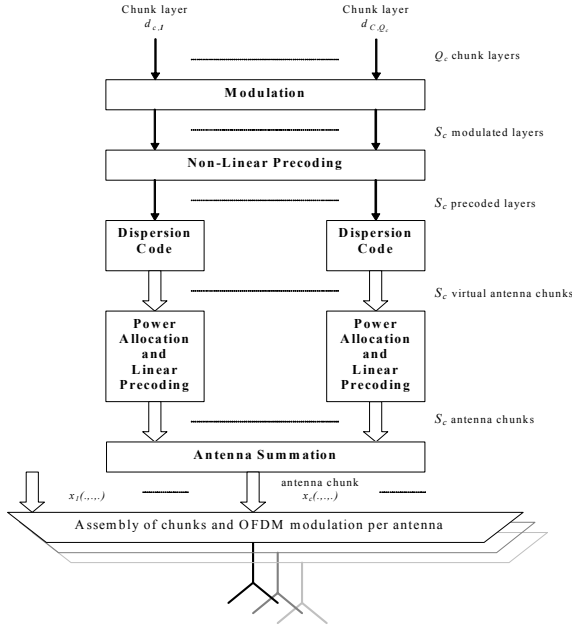 Chunk layer Chunk layer
d_{c,1} d_{C,Q_c}
Q_c chunk layers
Modulation
S_c modulated layers
Non-Linear Precoding
S_c precoded layers
Dispersion Dispersion
Code Code
S_c virtual antenna chunks
Power Power
Allocation Allocation
and and
Linear Linear
Precoding Precoding
S_c antenna chunks
Antenna Summation
antenna chunk
x_1(.,.,.) x_c(.,.,.)
Assembly of chunks and OFDM modulation per antenna